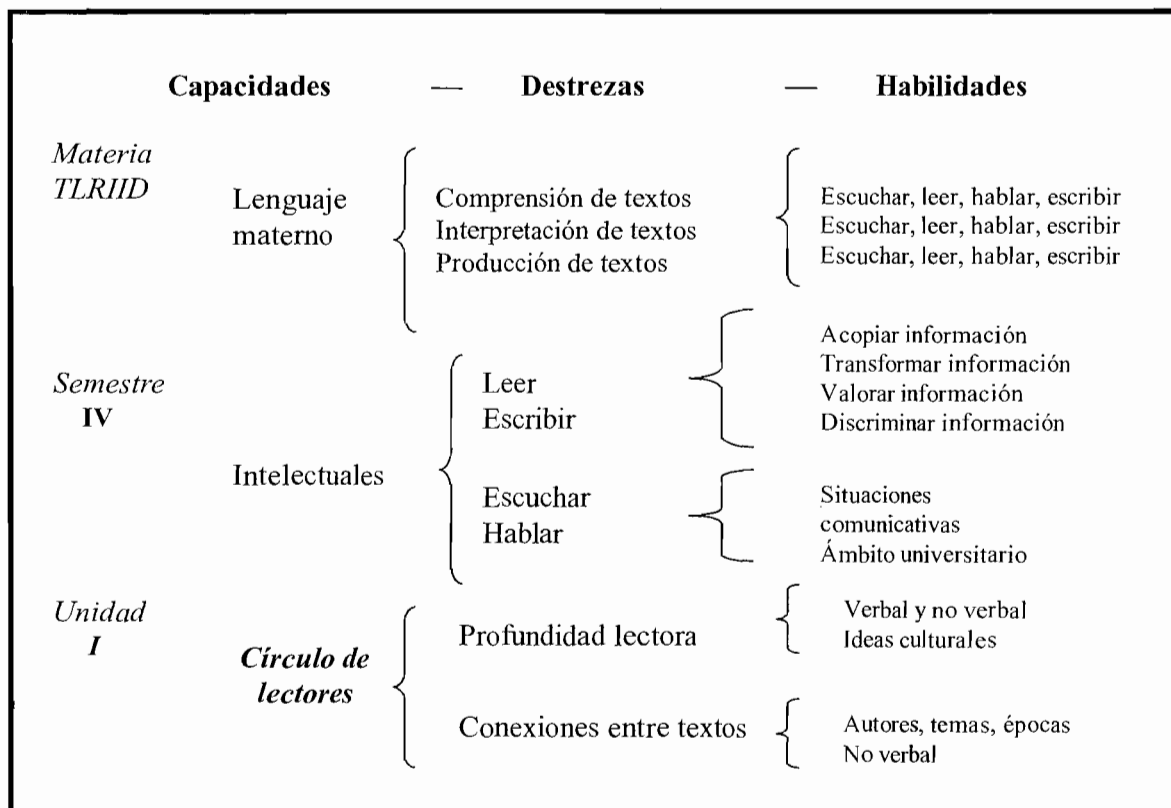 Capacidades — Destrezas — Habilidades
Materia
TLRIID
Lenguaje
materno
Comprensión de textos
Interpretación de textos
Producción de textos
Escuchar, leer, hablar, escribir
Escuchar, leer, hablar, escribir
Escuchar, leer, hablar, escribir
Semestre
IV
Intelectuales
Leer
Escribir
Acopiar información
Transformar información
Valorar información
Discriminar información
Escuchar
Hablar
Situaciones
comunicativas
Ámbito universitario
Unidad
I
Círculo de
lectores
Profundidad lectora
Verbal y no verbal
Ideas culturales
Conexiones entre textos
Autores, temas, épocas
No verbal